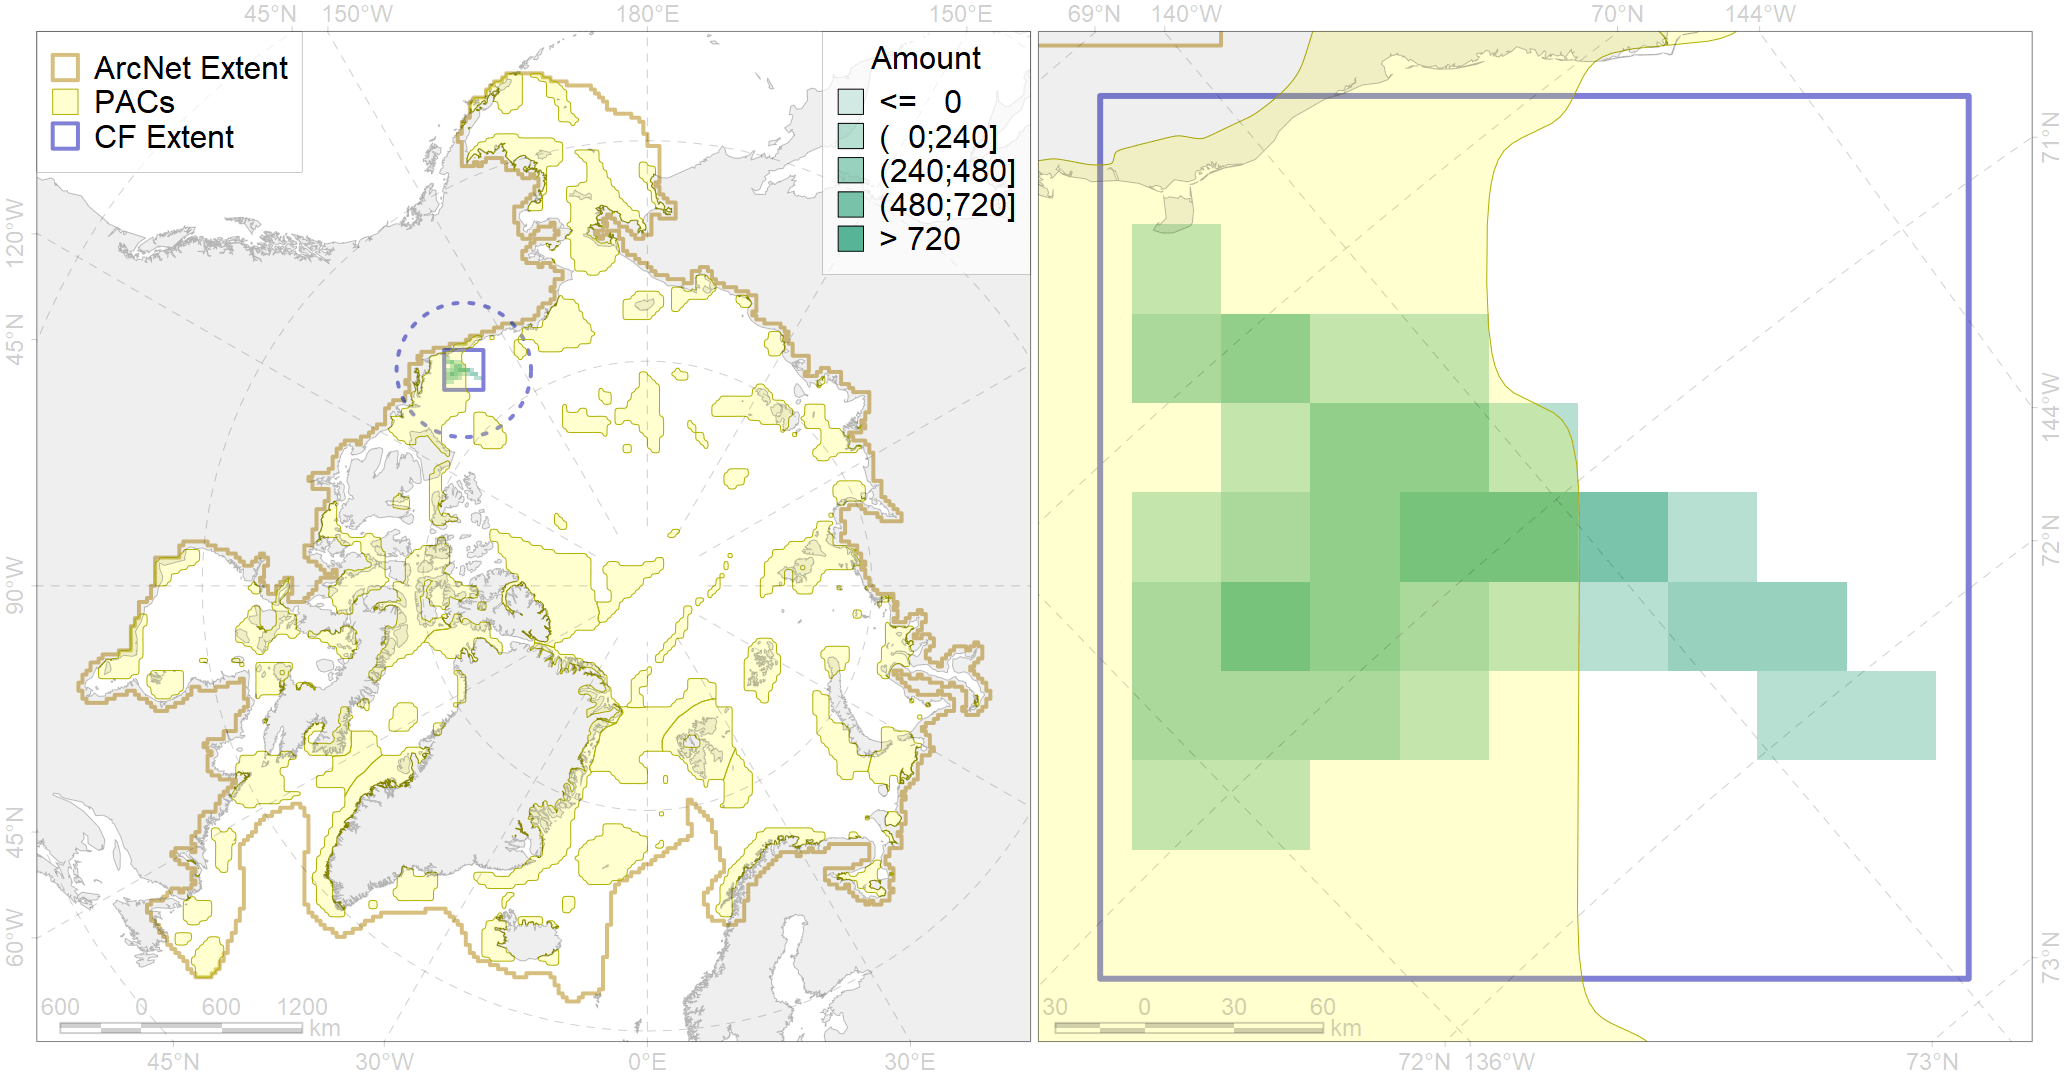 45°N 150°W 180°E 150°E 69°N 140°W 70°N 144°W
ArcNet Extent
PACs
CF Extent
Amount
<= 0
( 0;240]
(240;480]
(480;720]
> 720
120°W
45°N
90°W
45°N
60°W
71°N
144°W
72°N
73°N
600 0 600 1200
km
30 0 30 60
km
45°N 30°W 0°E 30°E 72°N 136°W 73°N